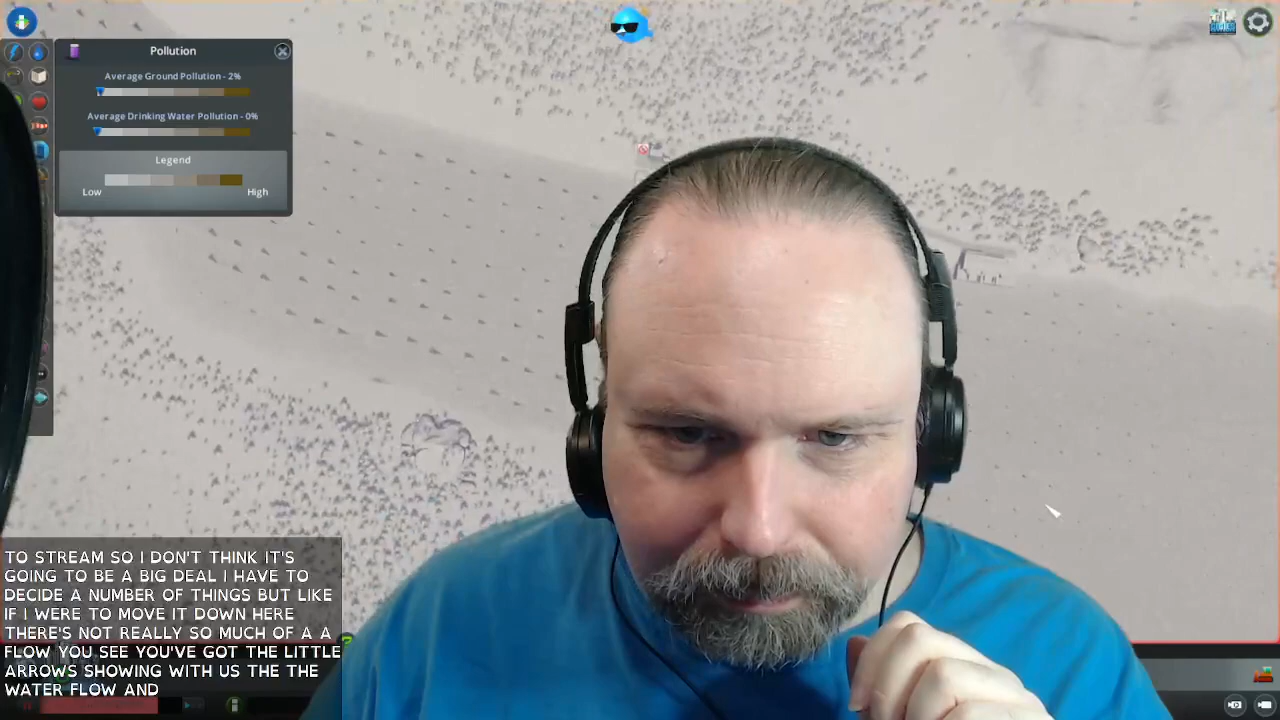 Pollution
Average Ground Pollution - 2%
Average Drinking Water Pollution - 0%
Legend
Low
High
TO STREAM SO I DON'T THINK IT'S
GOING TO BE A BIG DEAL I HAVE TO
DECIDE A NUMBER OF THINGS BUT LIKE
IF I WERE TO MOVE IT DOWN HERE
THERE'S NOT REALLY SO MUCH OF A A
FLOW YOU SEE YOU'VE GOT THE LITTLE
ARROWS SHOWING WITH US THE THE
WATER FLOW AND